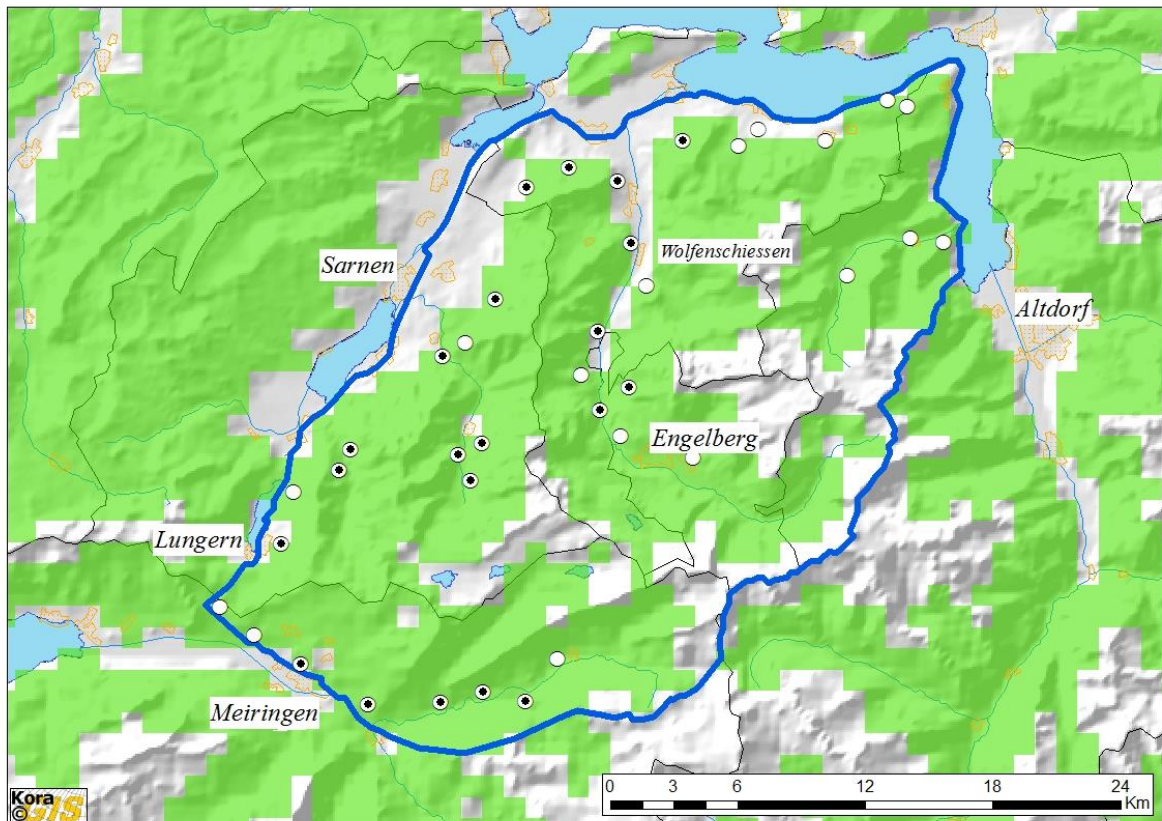 Wolfenschiessen
Sarnen
Altdorf
Engelberg
Lungern
Meiringen
0 3 6 12 18 24
Km
Kora
©GIS